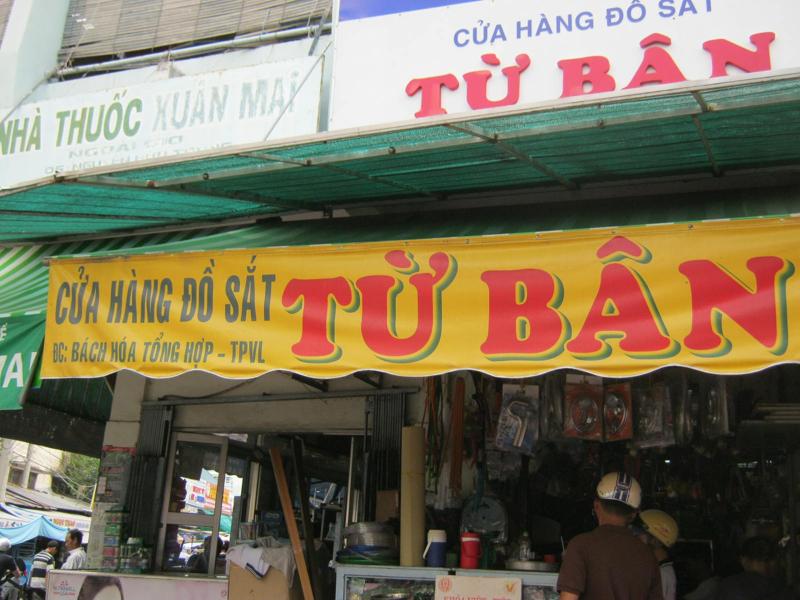 CỬA HÀNG ĐỒ SẮT
TỪ BÂN
NHÀ THUỐC XUÂN MAI
CỬA HÀNG ĐỒ SẮT
TỪ BÂN
ĐC: BÁCH HÓA TỔNG HỢP - TPVL